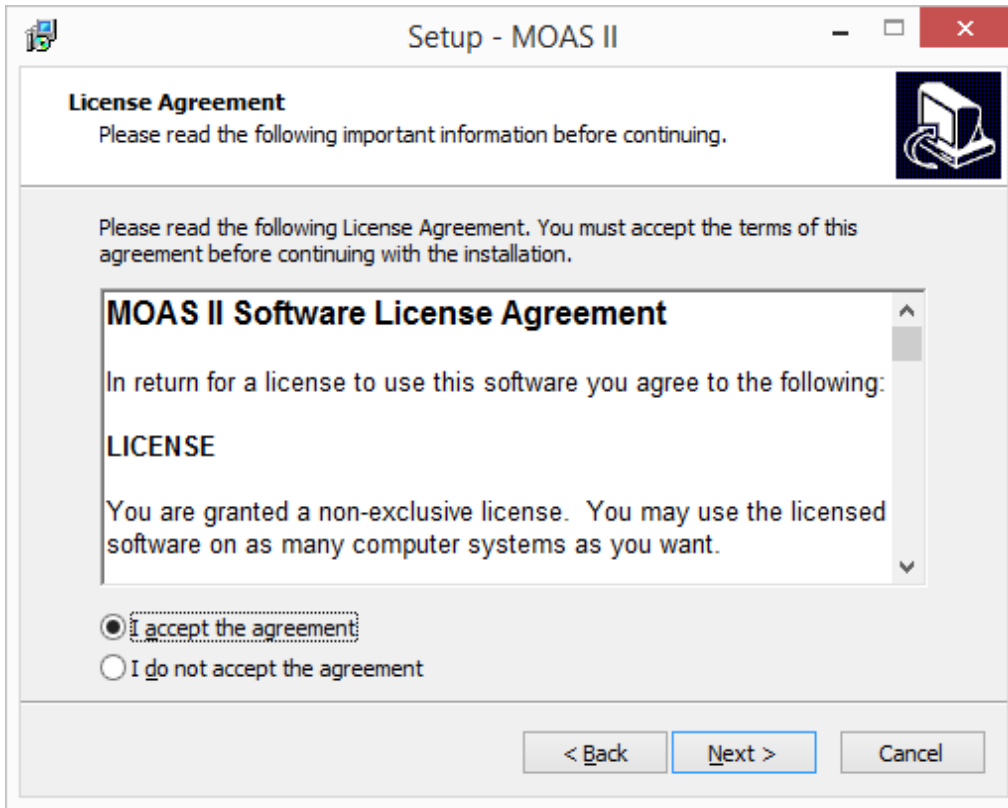 Setup - MOAS II
License Agreement
Please read the following important information before continuing.
Please read the following License Agreement. You must accept the terms of this
agreement before continuing with the installation.
MOAS II Software License Agreement
In return for a license to use this software you agree to the following:
LICENSE
You are granted a non-exclusive license.  You may use the licensed
software on as many computer systems as you want.
I accept the agreement
I do not accept the agreement
< Back
Next >
Cancel